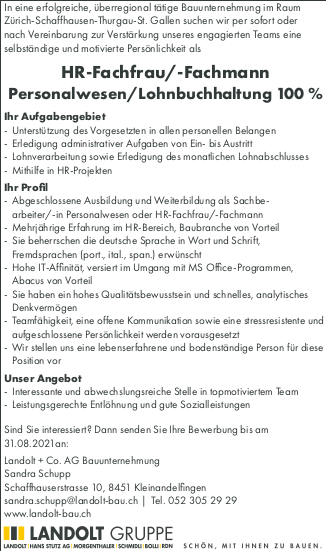 In eine erfolgreiche, überregional tätige Bauunternehmung im Raum
Zürich-Schaffhausen-Thurgau-St. Gallen suchen wir per sofort oder
nach Vereinbarung zur Verstärkung unseres engagierten Teams eine
selbständige und motivierte Persönlichkeit als
HR-Fachfrau/-Fachmann
Personalwesen/Lohnbuchhaltung 100 %
Ihr Aufgabengebiet
- Unterstützung des Vorgesetzten in allen personellen Belangen
- Erledigung administrativer Aufgaben von Ein- bis Austritt
- Lohnverarbeitung sowie Erledigung des monatlichen Lohnabschlusses
- Mithilfe in HR-Projekten
Ihr Profil
- Abgeschlossene Ausbildung und Weiterbildung als Sachbe-
arbeiter/-in Personalwesen oder HR-Fachfrau/-Fachmann
- Mehrjährige Erfahrung im HR-Bereich, Baubranche von Vorteil
- Sie beherrschen die deutsche Sprache in Wort und Schrift,
Fremdsprachen (port., ital., span.) erwünscht
- Hohe IT-Affinität, versiert im Umgang mit MS Office-Programmen,
Abacus von Vorteil
- Sie haben ein hohes Qualitätsbewusstsein und schnelles, analytisches
Denkvermögen
- Teamfähigkeit, eine offene Kommunikation sowie eine stressresistente und
aufgeschlossene Persönlichkeit werden vorausgesetzt
- Wir stellen uns eine lebenserfahrene und bodenständige Person für diese
Position vor
Unser Angebot
- Interessante und abwechslungsreiche Stelle in topmotiviertem Team
- Leistungsgerechte Entlöhnung und gute Sozialleistungen
Sind Sie interessiert? Dann senden Sie Ihre Bewerbung bis am
31.08.2021an:
Landolt + Co. AG Bauunternehmung
Sandra Schupp
Schaffhauserstrasse 10, 8451 Kleinandelfingen
sandra.schupp@landolt-bau.ch | Tel. 052 305 29 29
www.landolt-bau.ch
LANDOLT GRUPPE
LANDOLT|HANS STUTZ AG|MORGENTHALER|SCHWEDI|BOLLI|RON
SCHÖN, MIT IHNEN ZU BAUEN.